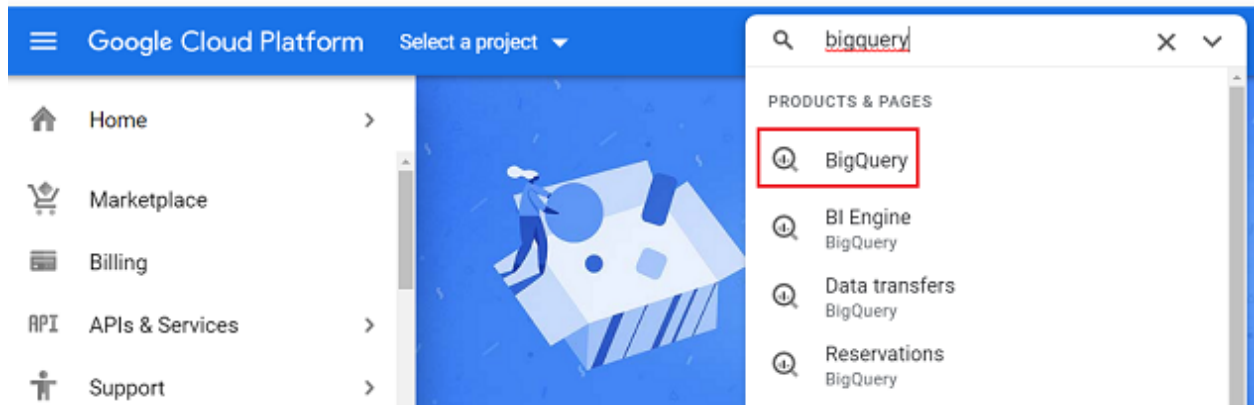 Google Cloud Platform
Select a project
bigquery
Home
Marketplace
Billing
API APIs & Services
Support
PRODUCTS & PAGES
BigQuery
BI Engine
BigQuery
Data transfers
BigQuery
Reservations
BigQuery